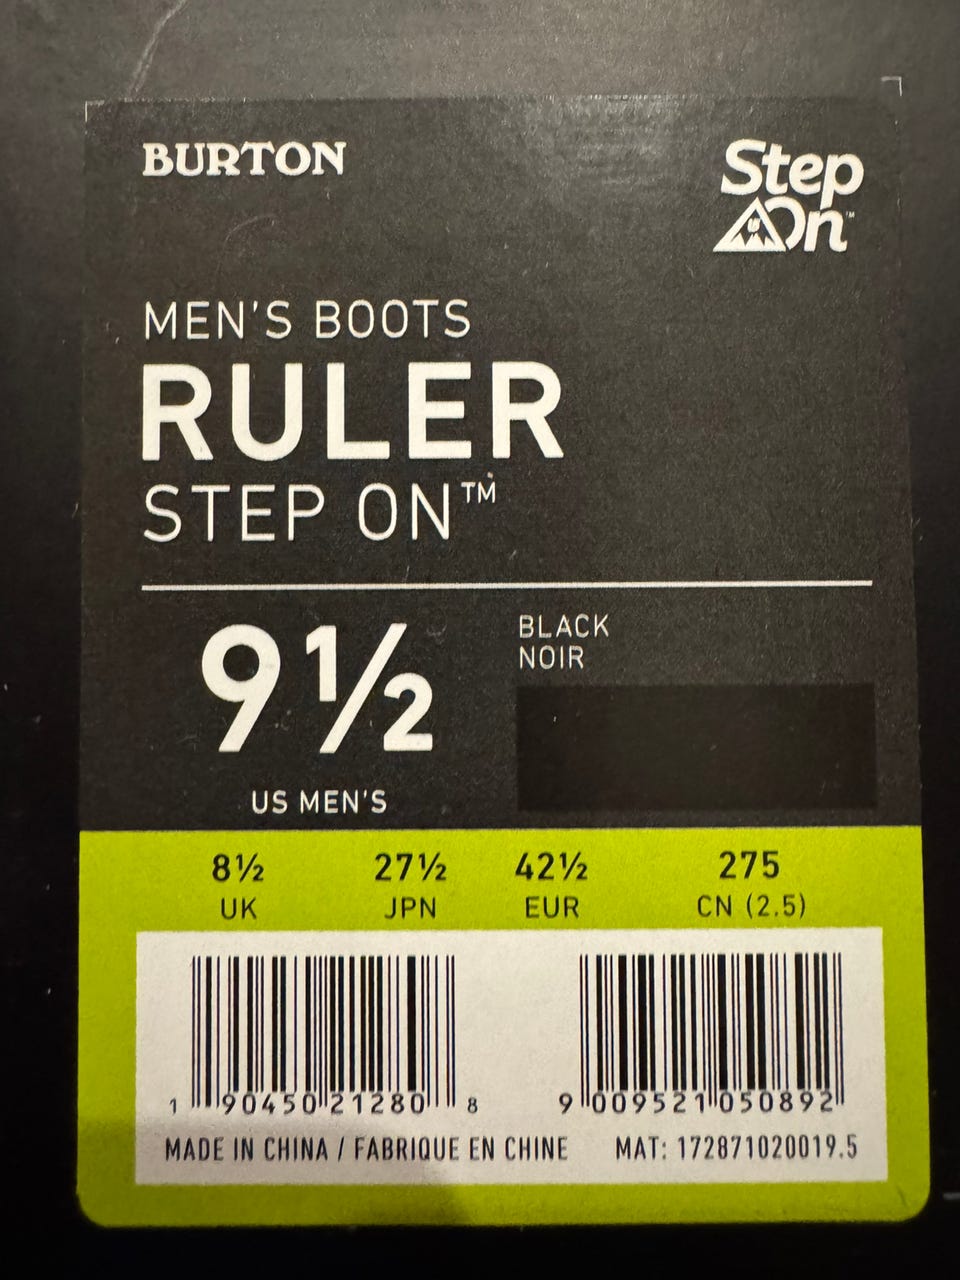 BURTON
Step
On™
MEN'S BOOTS
RULER
STEP ON™
9½
US MEN'S
BLACK
NOIR
8½ 27½ 42½ 275
UK JPN EUR CN (2.5)
1 90450 21280 8
9 009521 050892
MADE IN CHINA / FABRIQUE EN CHINE MAT: 172871020019.5